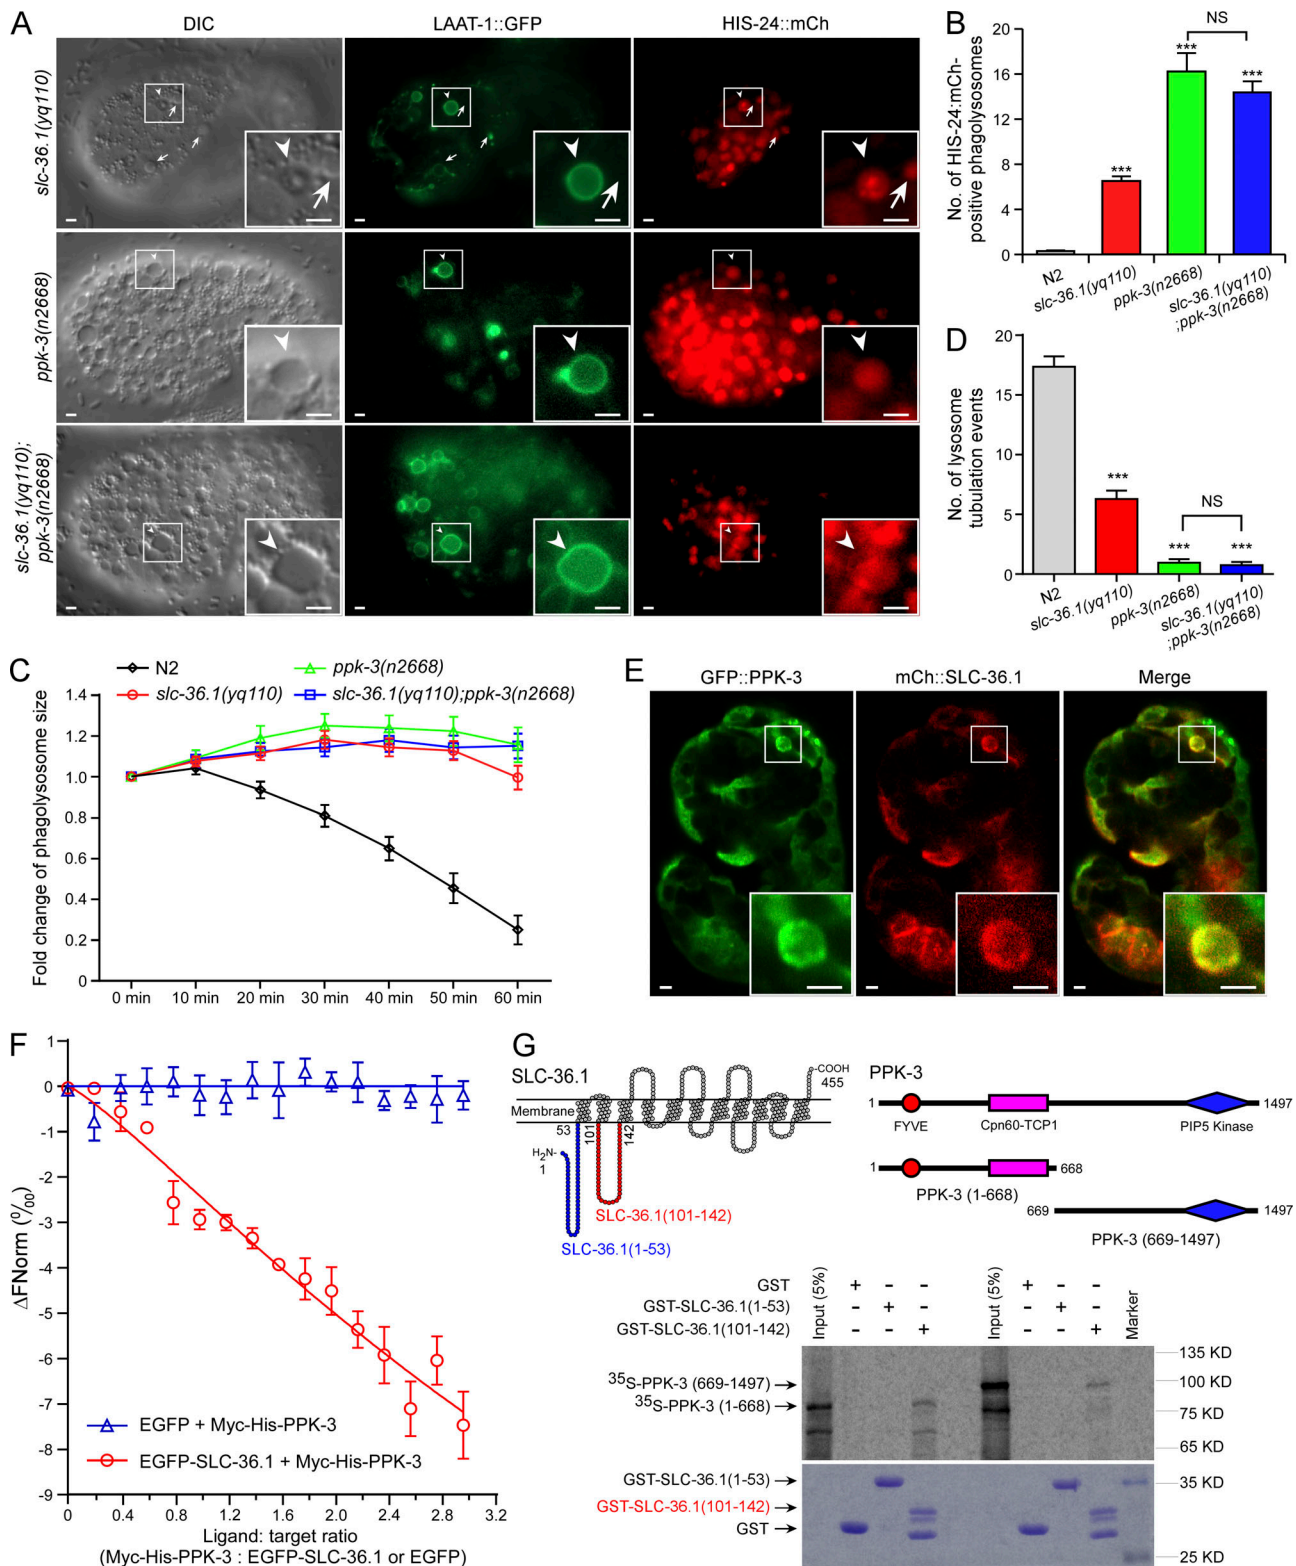 A
DIC
LAAT-1::GFP
HIS-24::mCh
slc-36.1(yq110)
ppk-3(n2668)
slc-36.1(yq110);
ppk-3(n2668)
B
No. of HIS-24::mCh-
positive phagolysosomes
20
16
12
8
4
0
***
***
***
NS
N2
slc-36.1(yq110)
ppk-3(n2668)
slc-36.1(yq110)
;ppk-3(n2668)
D
No. of lysosome
tubulation events
20
15
10
5
0
***
***
***
NS
N2
slc-36.1(yq110)
ppk-3(n2668)
slc-36.1(yq110)
;ppk-3(n2668)
C
N2
ppk-3(n2668)
slc-36.1(yq110)
slc-36.1(yq110);ppk-3(n2668)
Fold change of phagolysosome size
1.4
1.2
1.0
0.8
0.6
0.4
0.2
0
0 min
10 min
20 min
30 min
40 min
50 min
60 min
E
GFP::PPK-3
mCh::SLC-36.1
Merge
F
ΔFNorm (‰)
1
0
-1
-2
-3
-4
-5
-6
-7
-8
-9
EGFP + Myc-His-PPK-3
EGFP-SLC-36.1 + Myc-His-PPK-3
0
0.4
0.8
1.2
1.6
2.0
2.4
2.8
3.2
Ligand: target ratio
(Myc-His-PPK-3 : EGFP-SLC-36.1 or EGFP)
G
SLC-36.1
-COOH
455
Membrane
53
101
142
H₂N-
1
SLC-36.1(101-142)
SLC-36.1(1-53)
PPK-3
1
1497
FYVE
Cpn60-TCP1
PIP5 Kinase
1
668
PPK-3 (1-668)
669
1497
PPK-3 (669-1497)
GST + - - + - -
GST-SLC-36.1(1-53) - + - - + -
GST-SLC-36.1(101-142) - - + - - +
Input (5%)
Input (5%)
Marker
³⁵S-PPK-3 (669-1497)
³⁵S-PPK-3 (1-668)
135 KD
100 KD
75 KD
65 KD
GST-SLC-36.1(1-53)
GST-SLC-36.1(101-142)
GST
35 KD
25 KD